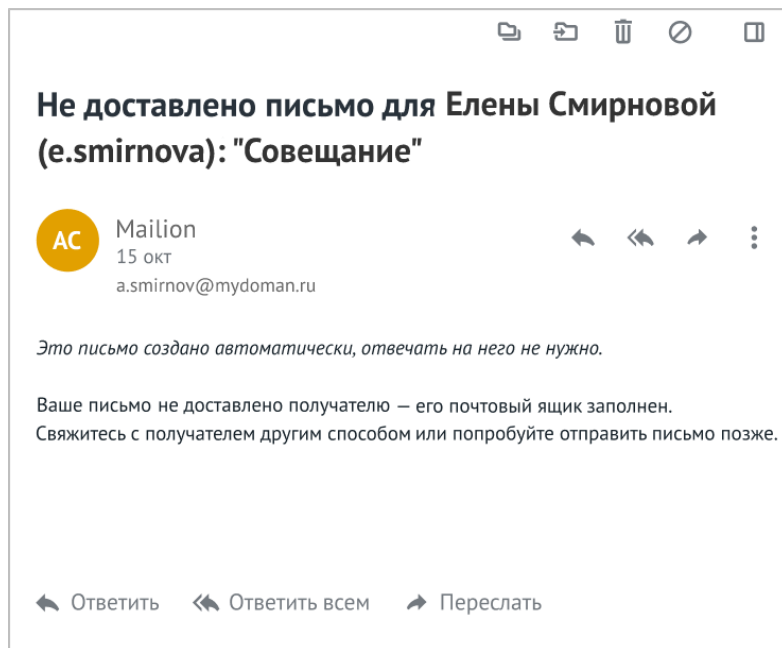 Не доставлено письмо для Елены Смирновой
(e.smirnova): "Совещание"
АС
Mailion
15 окт
a.smirnov@mydoman.ru
Это письмо создано автоматически, отвечать на него не нужно.
Ваше письмо не доставлено получателю — его почтовый ящик заполнен.
Свяжитесь с получателем другим способом или попробуйте отправить письмо позже.
Ответить Ответить всем Переслать